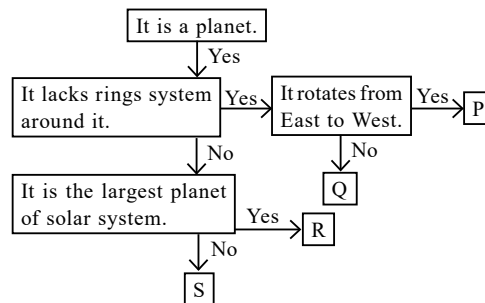 It is a planet.
Yes
It lacks rings system
around it.
Yes
It rotates from
East to West.
Yes
P
No
No
Q
It is the largest planet
of solar system.
Yes
R
No
S